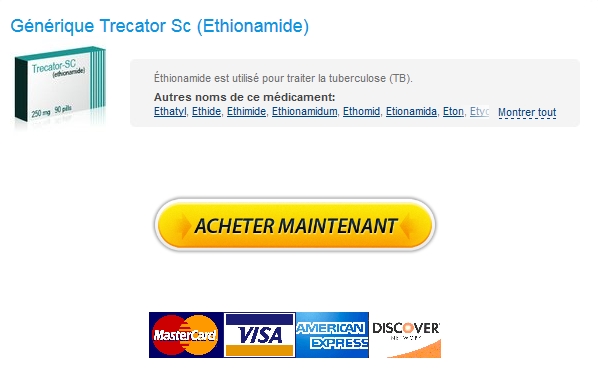 Générique Trecator Sc (Ethionamide)
Trecator-SC
(ethionamide)
250 mg 90 pills
Éthionamide est utilisé pour traiter la tuberculose (TB).
Autres noms de ce médicament:
Ethatyl, Ethide, Ethimide, Ethionamidum, Ethomid, Etionamida, Eton, Montrer tout
ACHETER MAINTENANT
MasterCard VISA AMERICAN EXPRESS DISCOVER NETWORK